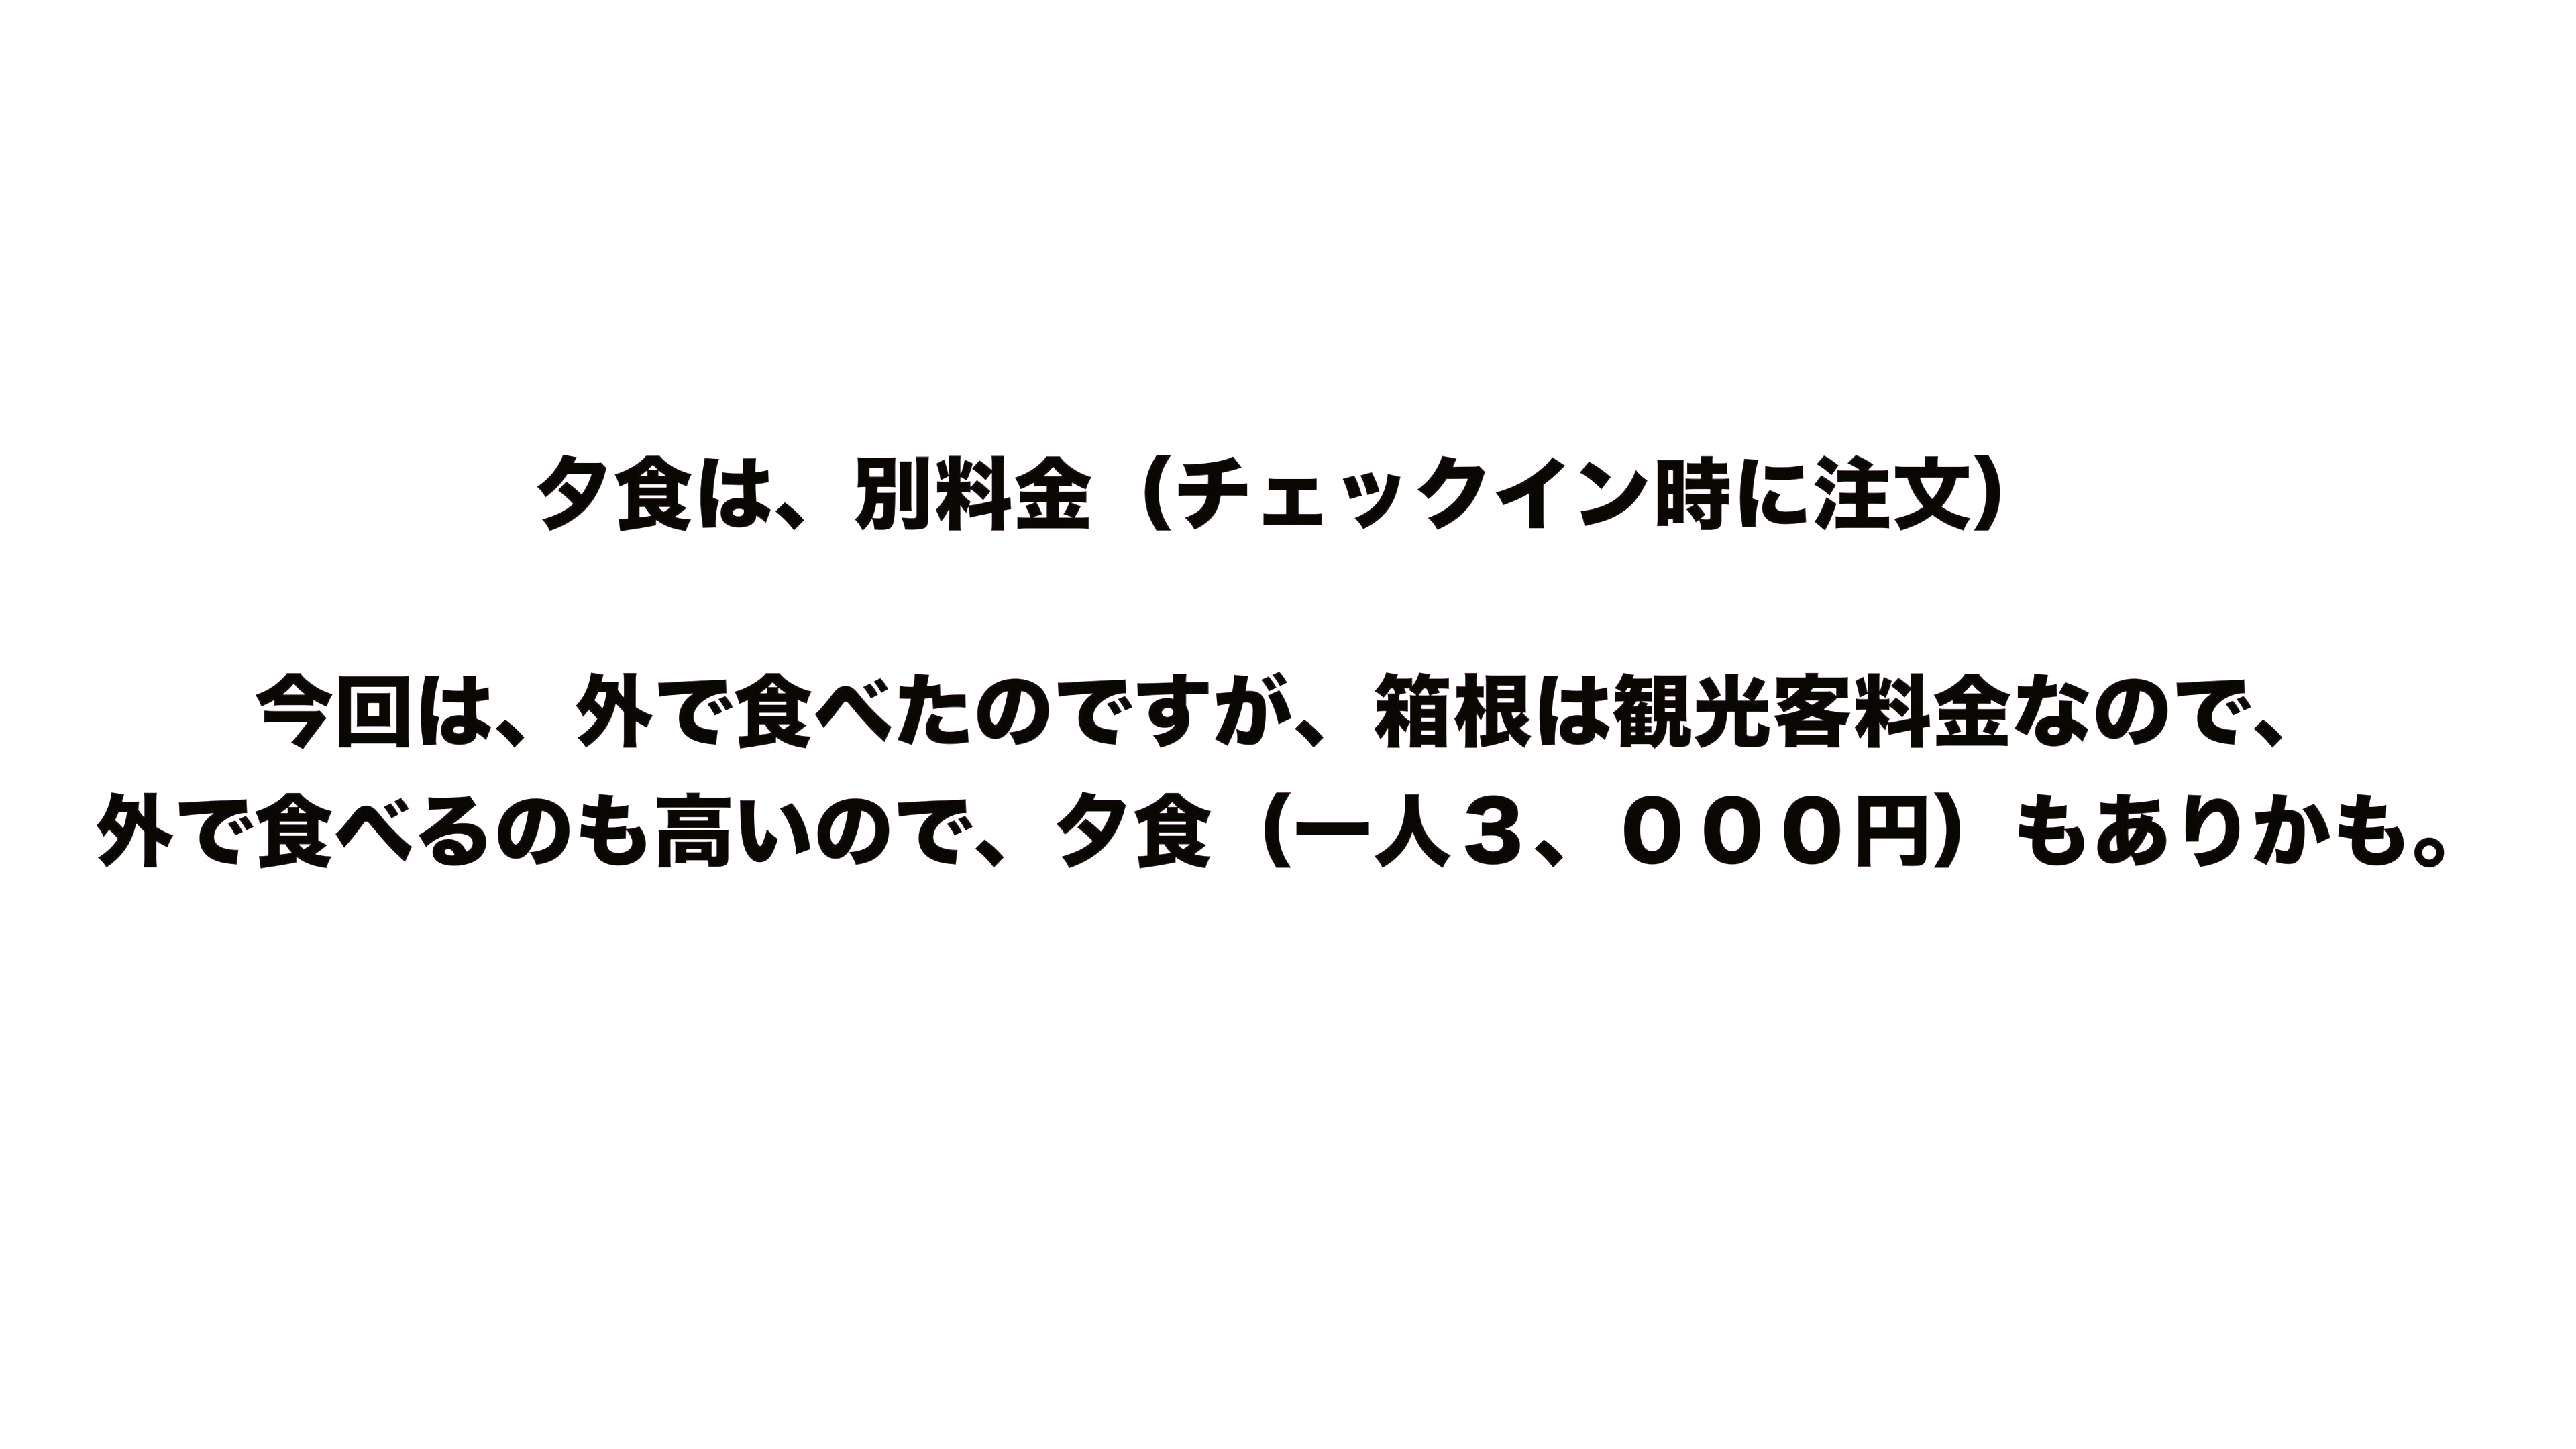 夕食は、別料金（チェックイン時に注文）
今回は、外で食べたのですが、箱根は観光客料金なので、
外で食べるのも高いので、夕食（一人３、０００円）もありかも。